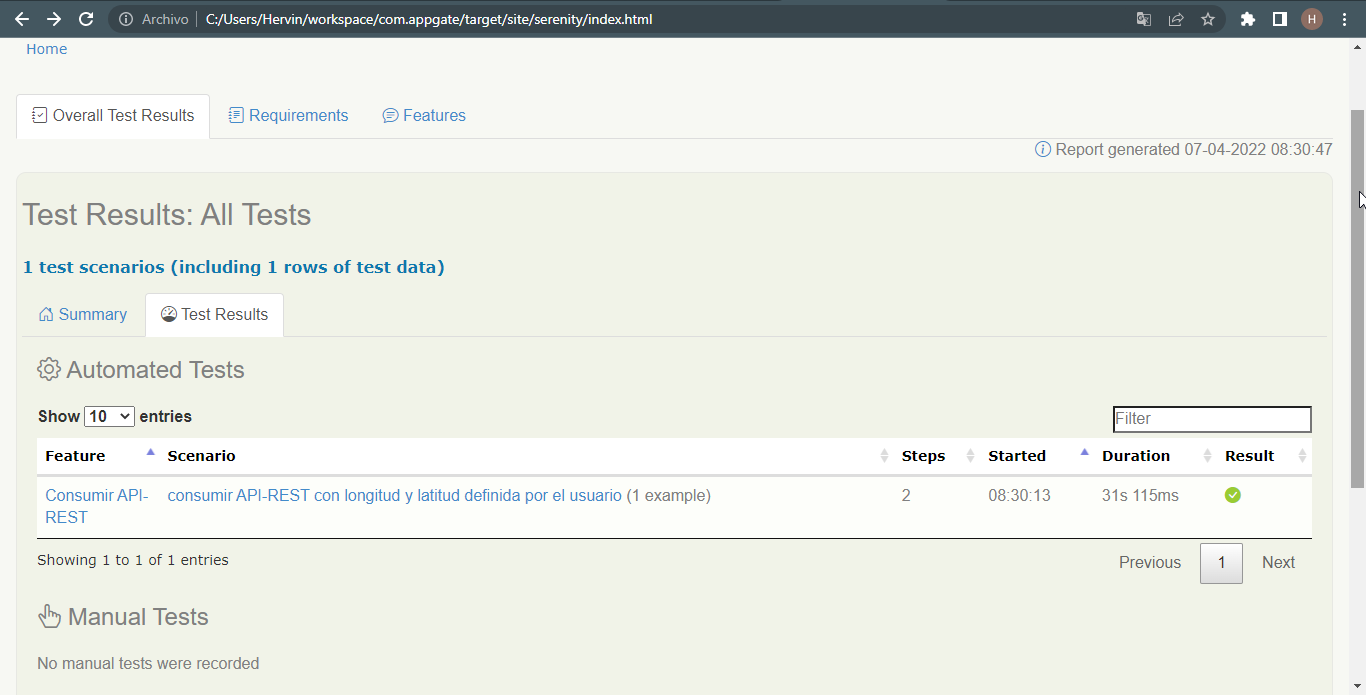 Archivo | C:/Users/Hervin/workspace/com.appgate/target/site/serenity/index.html H
Home
Overall Test Results Requirements Features
Report generated 07-04-2022 08:30:47
Test Results: All Tests
1 test scenarios (including 1 rows of test data)
Summary Test Results
Automated Tests
Show 10 entries Filter
Feature Scenario Steps Started Duration Result
Consumir API- consumir API-REST con longitud y latitud definida por el usuario (1 example) 2 08:30:13 31s 115ms
REST
Showing 1 to 1 of 1 entries Previous 1 Next
Manual Tests
No manual tests were recorded